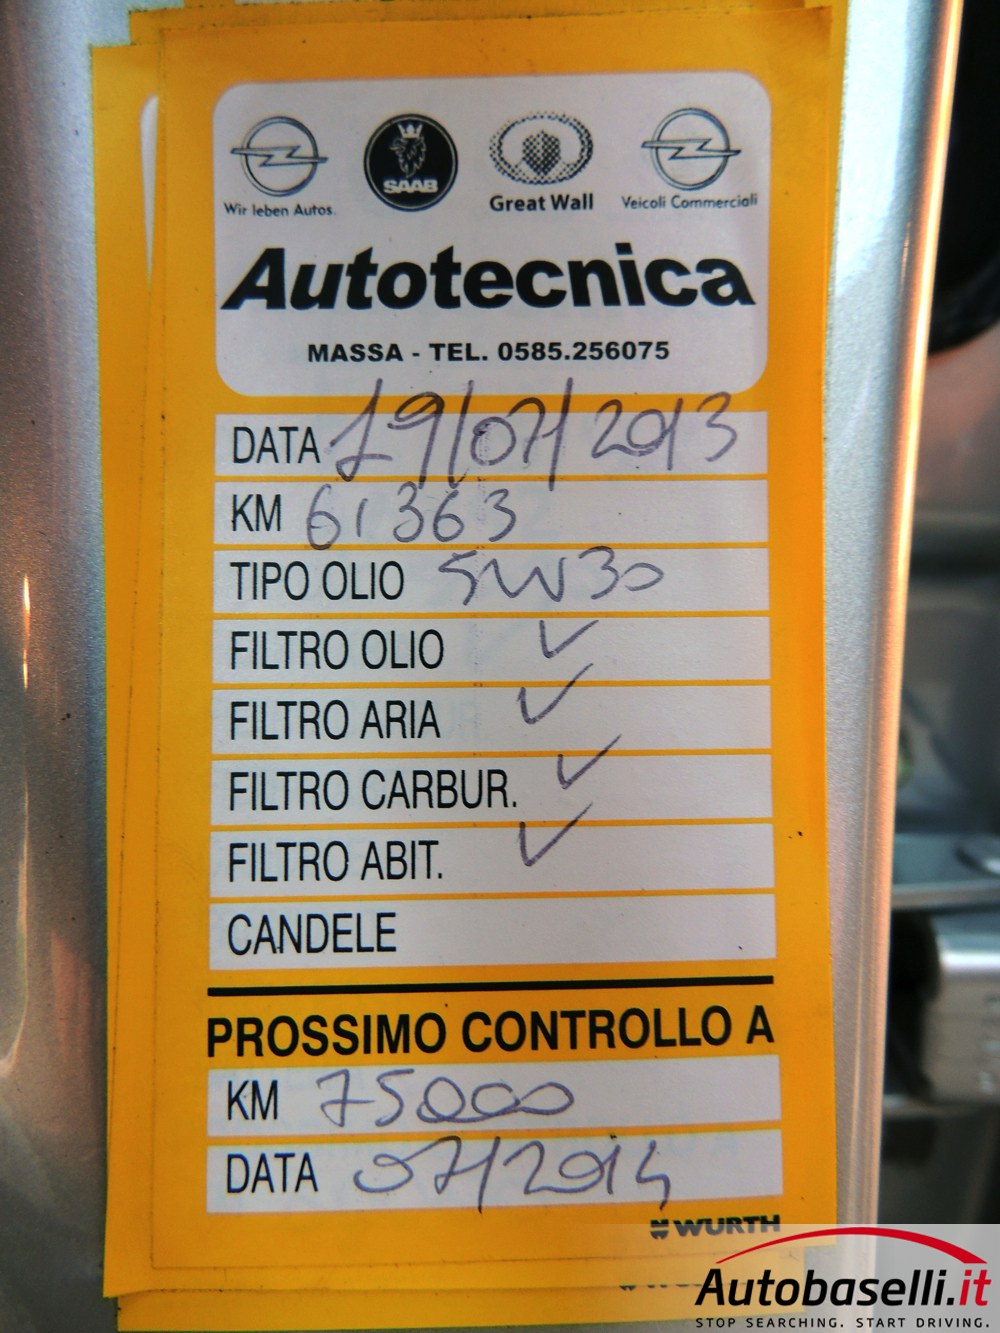 SAAB
Wir leben Autos.
Great Wall
Veicoli Commerciali
Autotecnica
MASSA - TEL. 0585.256075
DATA 19/07/2013
KM 61363
TIPO OLIO 5W30
FILTRO OLIO ✓
FILTRO ARIA ✓
FILTRO CARBUR. ✓
FILTRO ABIT. ✓
CANDELE
PROSSIMO CONTROLLO A
KM 75000
DATA 07/2014
WURTH
Autobaselli.it
STOP SEARCHING. START DRIVING.